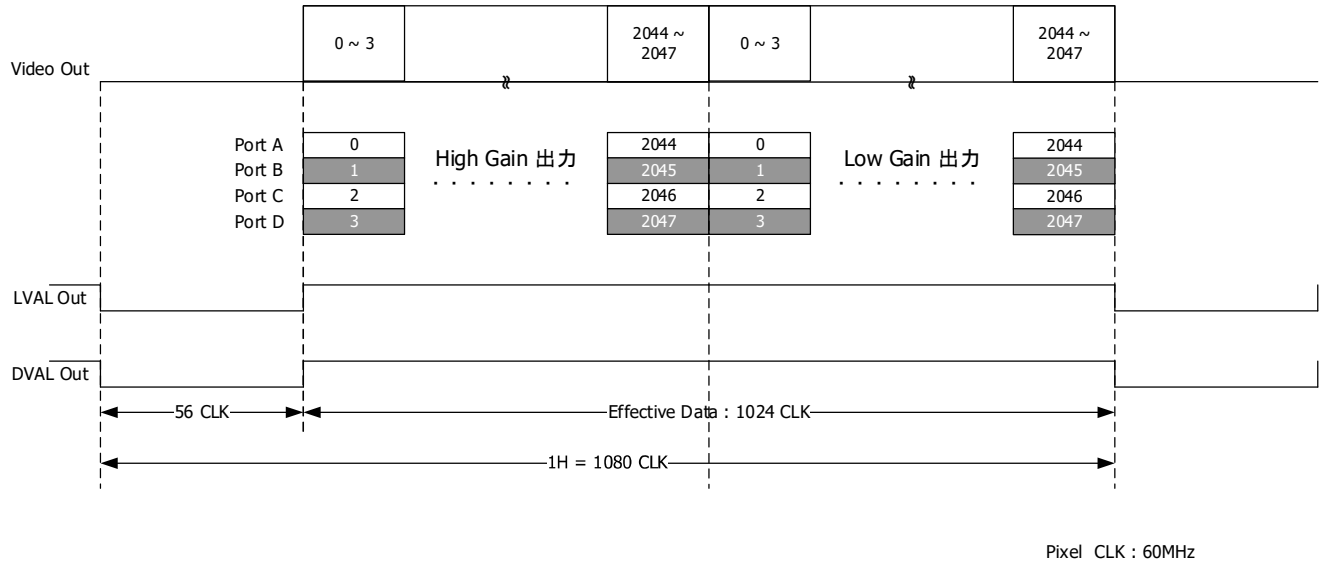 Video Out
0 ~ 3
2044 ~
2047
0 ~ 3
2044 ~
2047
Port A 0 2044 0 2044
Port B 1 2045 1 2045
Port C 2 2046 2 2046
Port D 3 2047 3 2047
High Gain 出力
· · · · · · · ·
Low Gain 出力
· · · · · · · ·
LVAL Out
DVAL Out
56 CLK
Effective Data : 1024 CLK
1H = 1080 CLK
Pixel CLK : 60MHz